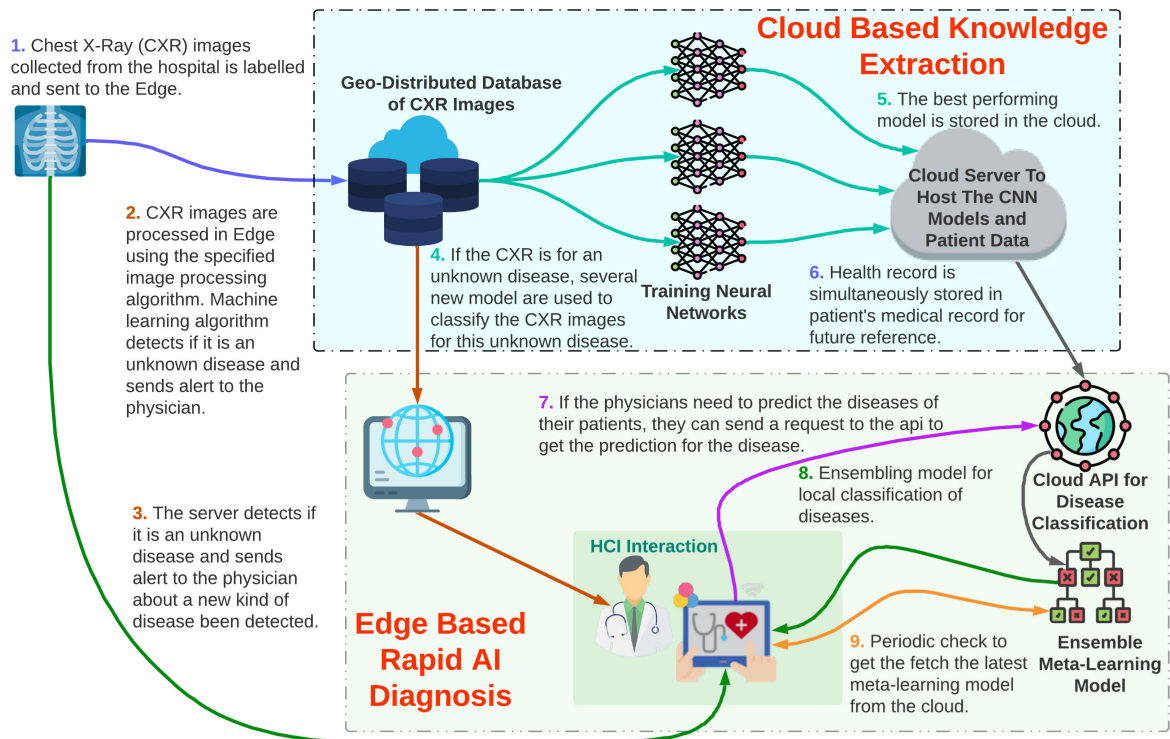 Cloud Based Knowledge
Extraction
1. Chest X-Ray (CXR) images
collected from the hospital is labelled
and sent to the Edge.
Geo-Distributed Database
of CXR Images
5. The best performing
model is stored in the cloud.
Cloud Server To
Host The CNN
Models and
Patient Data
2. CXR images are
processed in Edge
using the specified
image processing
algorithm. Machine
learning algorithm
detects if it is an
unknown disease and
sends alert to the
physician.
4. If the CXR is for an
unknown disease, several
new model are used to
classify the CXR images
for this unknown disease.
Training Neural
Networks
6. Health record is
simultaneously stored in
patient's medical record for
future reference.
7. If the physicians need to predict the diseases of
their patients, they can send a request to the api to
get the prediction for the disease.
8. Ensembling model for
local classification of
diseases.
Cloud API for
Disease
Classification
3. The server detects if
it is an unknown
disease and sends
alert to the physician
about a new kind of
disease been detected.
HCI Interaction
Edge Based
Rapid AI
Diagnosis
9. Periodic check to
get the fetch the latest
meta-learning model
from the cloud.
Ensemble
Meta-Learning
Model